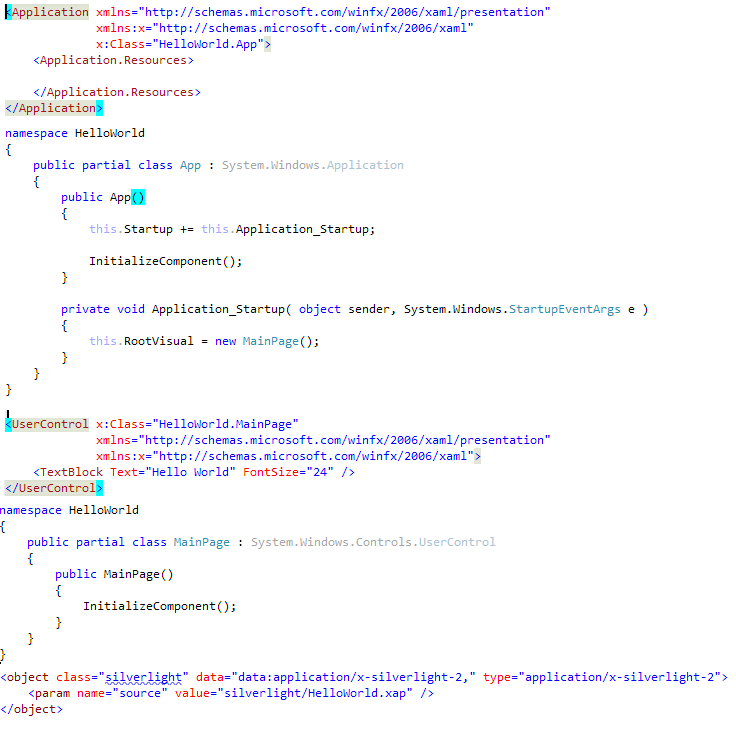 <Application xmlns="http://schemas.microsoft.com/winfx/2006/xaml/presentation"
             xmlns:x="http://schemas.microsoft.com/winfx/2006/xaml"
             x:Class="HelloWorld.App">
    <Application.Resources>

    </Application.Resources>
</Application>
namespace HelloWorld
{
    public partial class App : System.Windows.Application
    {
        public App()
        {
            this.Startup += this.Application_Startup;

            InitializeComponent();
        }

        private void Application_Startup( object sender, System.Windows.StartupEventArgs e )
        {
            this.RootVisual = new MainPage();
        }
    }
}
<UserControl x:Class="HelloWorld.MainPage"
             xmlns="http://schemas.microsoft.com/winfx/2006/xaml/presentation"
             xmlns:x="http://schemas.microsoft.com/winfx/2006/xaml">
    <TextBlock Text="Hello World" FontSize="24" />
</UserControl>
namespace HelloWorld
{
    public partial class MainPage : System.Windows.Controls.UserControl
    {
        public MainPage()
        {
            InitializeComponent();
        }
    }
}
<object class="silverlight" data="data:application/x-silverlight-2," type="application/x-silverlight-2">
    <param name="source" value="silverlight/HelloWorld.xap" />
</object>